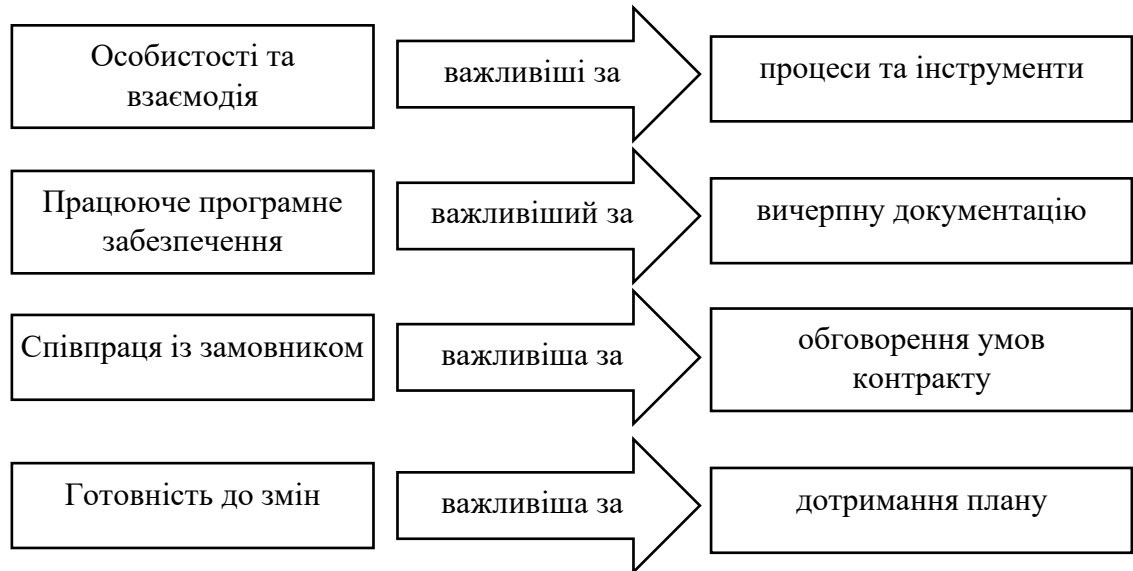 Особистості та
взаємодія
важливіші за
процеси та інструменти
Працююче програмне
забезпечення
важливіший за
вичерпну документацію
Співпраця із замовником
важливіша за
обговорення умов
контракту
Готовність до змін
важливіша за
дотримання плану